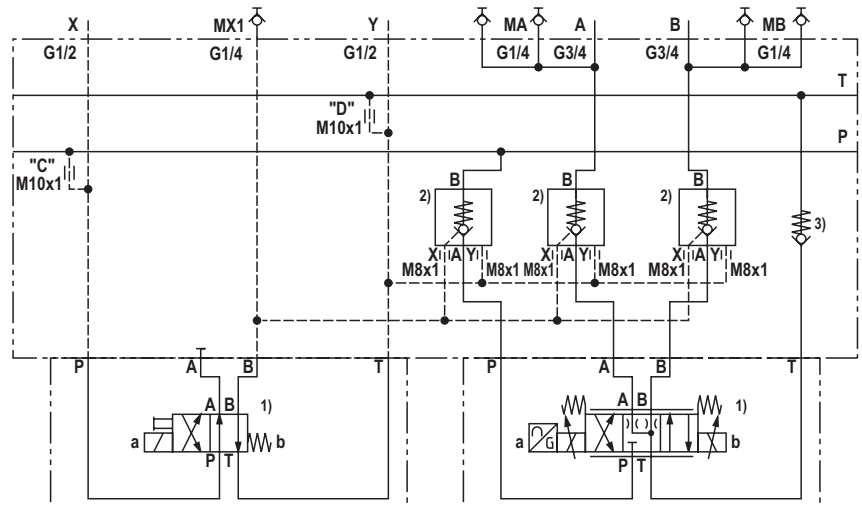 X MX1 Y MA A B MB
G1/2 G1/4 G1/2 G1/4 G3/4 G3/4 G1/4
T
"D"
M10x1
P
"C"
M10x1
B B B
2) 2) 2) 3)
X A Y X A Y X A Y
M8x1 M8x1 M8x1 M8x1 M8x1
P A B T P A B T
A B 1) A B 1)
a b a G b
P T P T